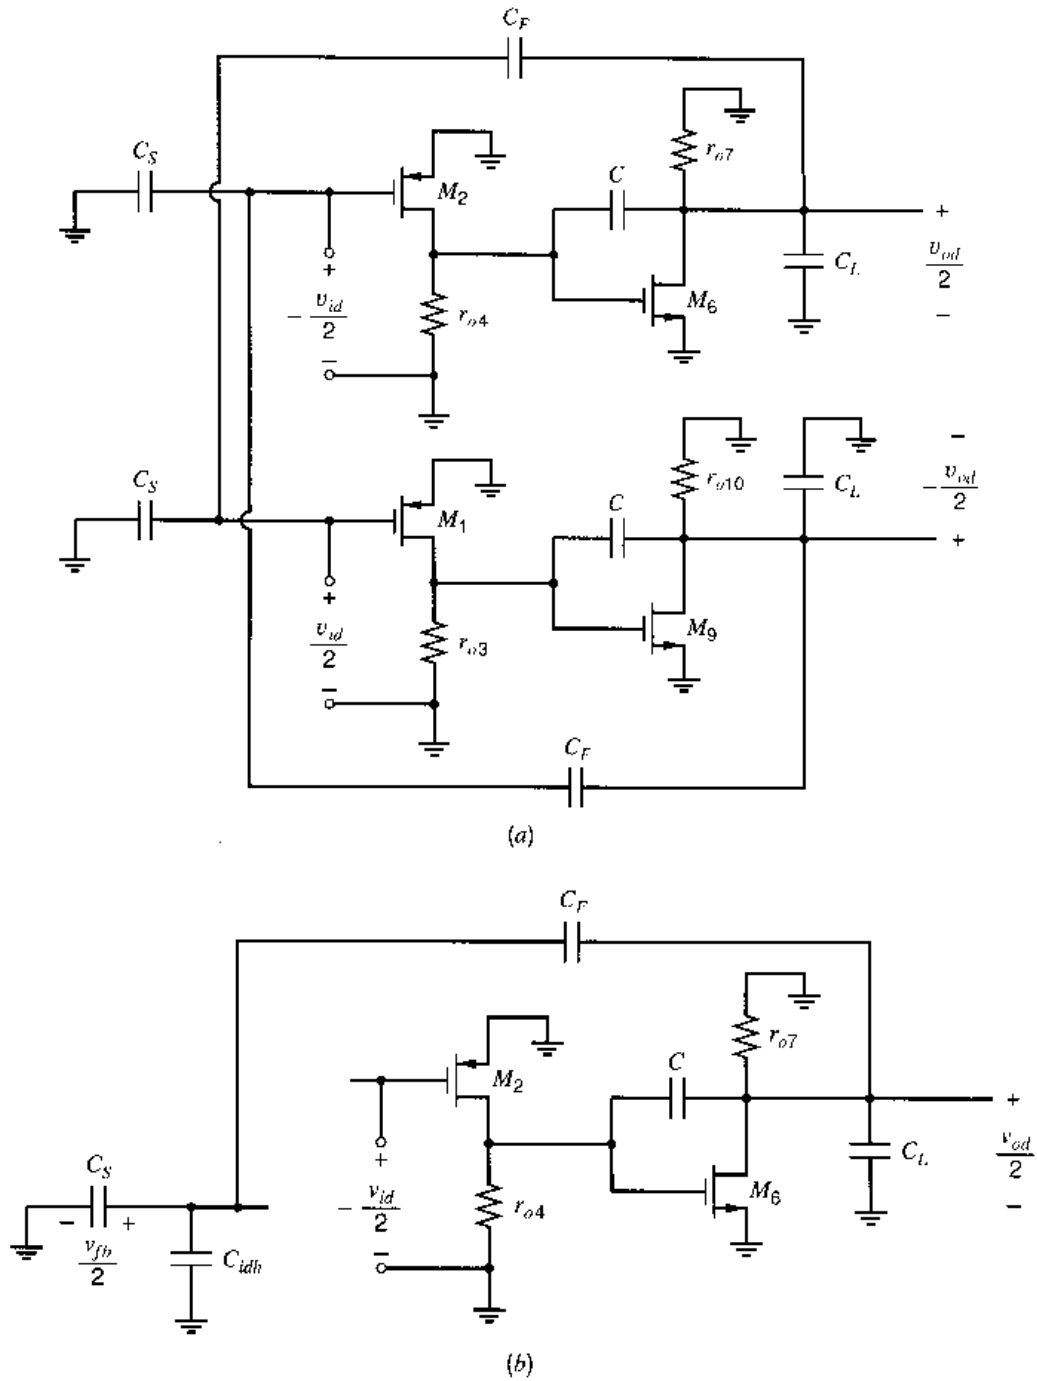 C_F
C_S
M_2
r_o7
C
+
v_od
2
−
C_L
M_6
+
− v_id
2
−
r_o4
C_S
M_1
r_o10
C
C_L
−
− v_od
2
+
M_9
+
v_id
2
−
r_o3
C_F
(a)
C_F
r_o7
M_2
C
+
v_od
2
−
C_L
M_6
+
− v_id
2
−
r_o4
C_S
− +
v_fb
2
C_idh
(b)